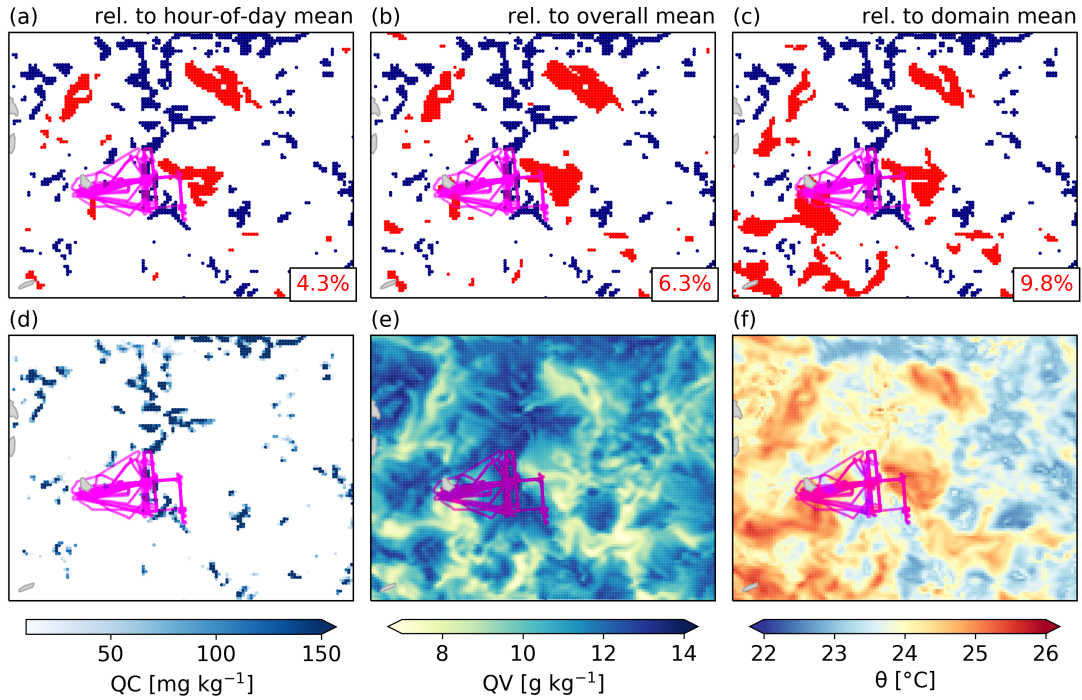 (a) rel. to hour-of-day mean
(b) rel. to overall mean
(c) rel. to domain mean
4.3%
6.3%
9.8%
(d)
(e)
(f)
50 100 150
QC [mg kg⁻¹]
8 10 12 14
QV [g kg⁻¹]
22 23 24 25 26
θ [°C]